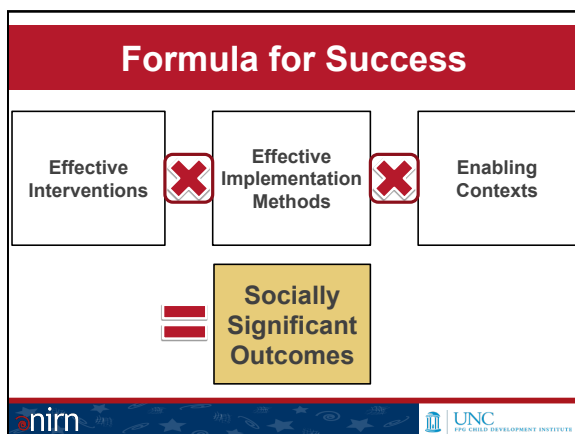 Formula for Success
Effective
Interventions
Effective
Implementation
Methods
Enabling
Contexts
Socially
Significant
Outcomes
nirn
UNC
FPG CHILD DEVELOPMENT INSTITUTE